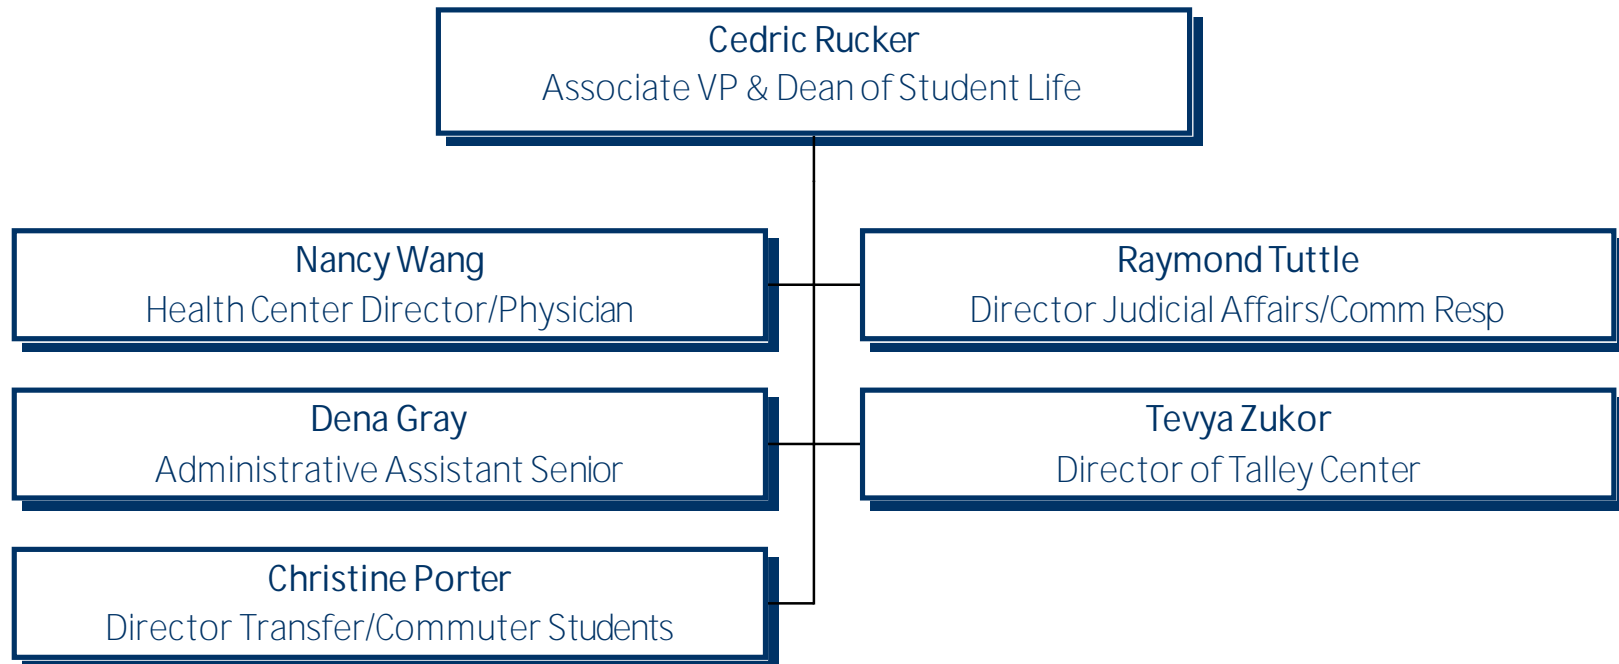 Cedric Rucker
Associate VP & Dean of Student Life
Nancy Wang
Health Center Director/Physician
Raymond Tuttle
Director Judicial Affairs/Comm Resp
Dena Gray
Administrative Assistant Senior
Tevya Zukor
Director of Talley Center
Christine Porter
Director Transfer/Commuter Students